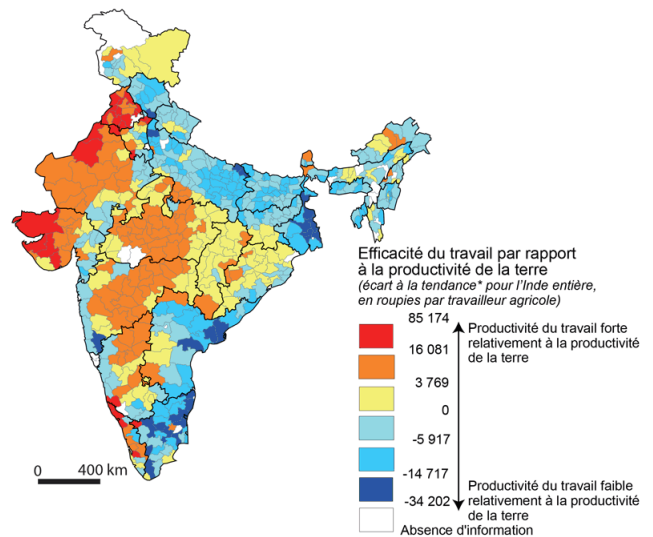 Efficacité du travail par rapport
à la productivité de la terre
(écart à la tendance* pour l'Inde entière,
en roupies par travailleur agricole)
85 174
16 081
3 769
0
-5 917
-14 717
-34 202
Productivité du travail forte
relativement à la productivité
de la terre
Productivité du travail faible
relativement à la productivité
de la terre
Absence d'information
0 400 km